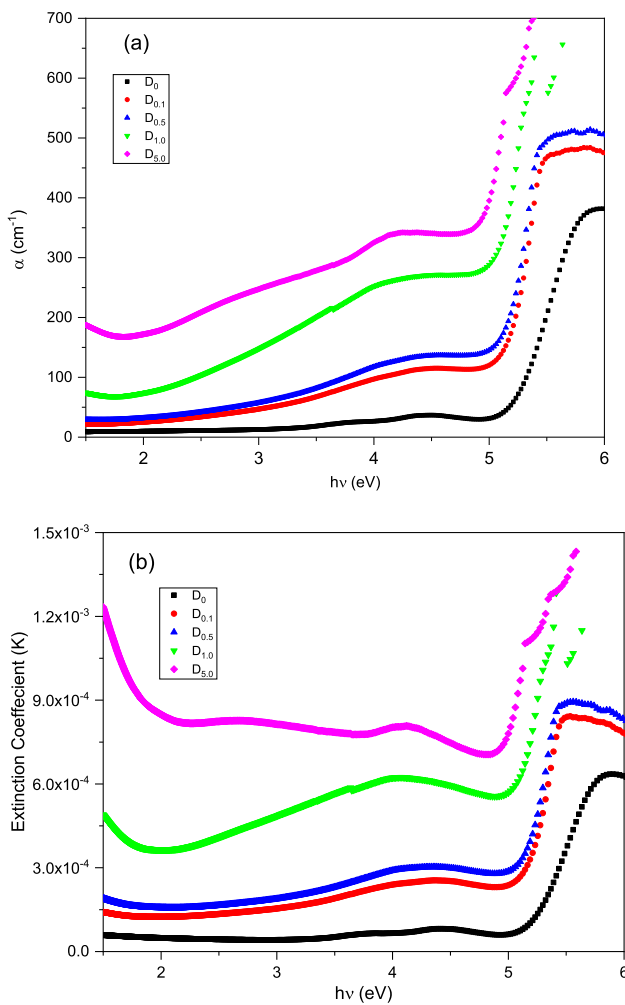 700
(a)
600
D0
D0.1
D0.5
D1.0
D5.0
500
400
α (cm-1)
300
200
100
0
2 3 4 5 6
hν (eV)
1.5x10-3
(b)
D0
D0.1
D0.5
D1.0
D5.0
1.2x10-3
9.0x10-4
Extinction Coeffecient (K)
6.0x10-4
3.0x10-4
0.0
2 3 4 5 6
hν (eV)